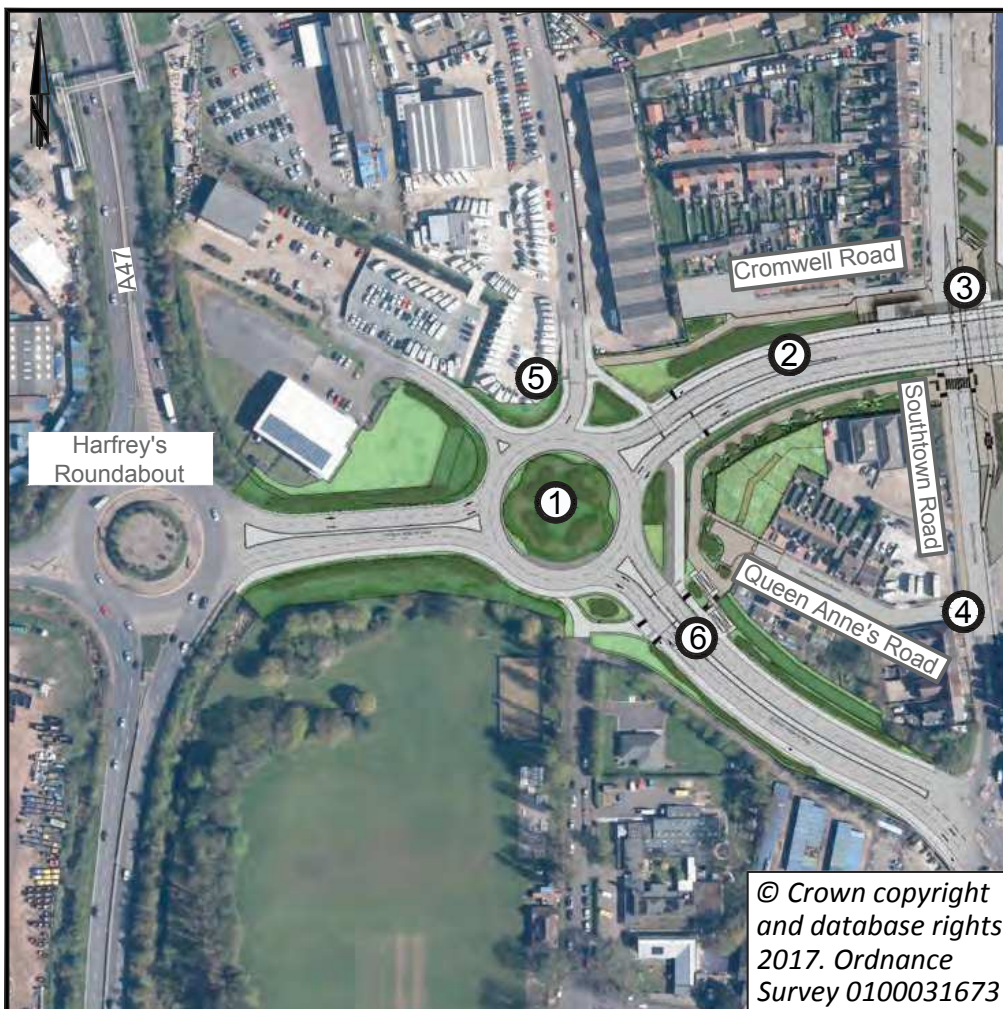 N
A47
Cromwell Road
3
2
5
Southtown Road
Harfrey's
Roundabout
1
Queen Anne's Road
4
6
© Crown copyright
and database rights
2017. Ordnance
Survey 0100031673